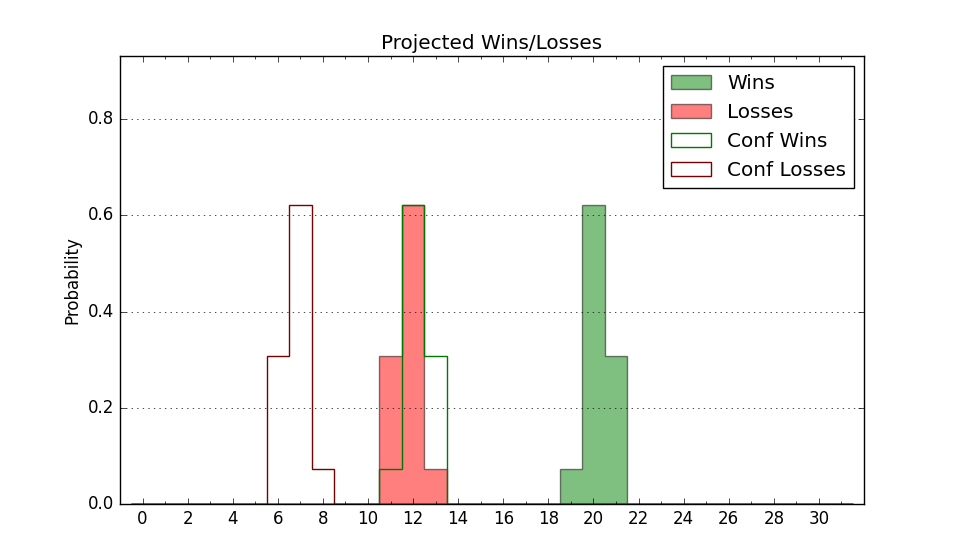 Projected Wins/Losses
Wins
Losses
Conf Wins
Conf Losses
Probability
0.8
0.6
0.4
0.2
0.0
0 2 4 6 8 10 12 14 16 18 20 22 24 26 28 30